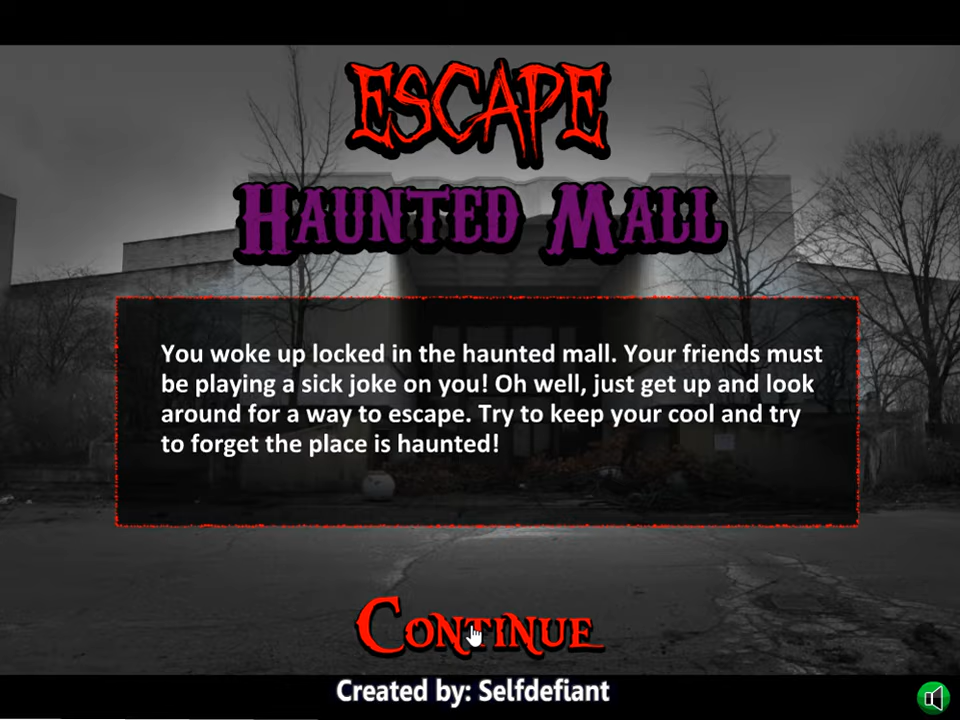 ESCAPE
HAUNTED MALL
You woke up locked in the haunted mall. Your friends must
be playing a sick joke on you! Oh well, just get up and look
around for a way to escape. Try to keep your cool and try
to forget the place is haunted!
CONTINUE
Created by: Selfdefiant